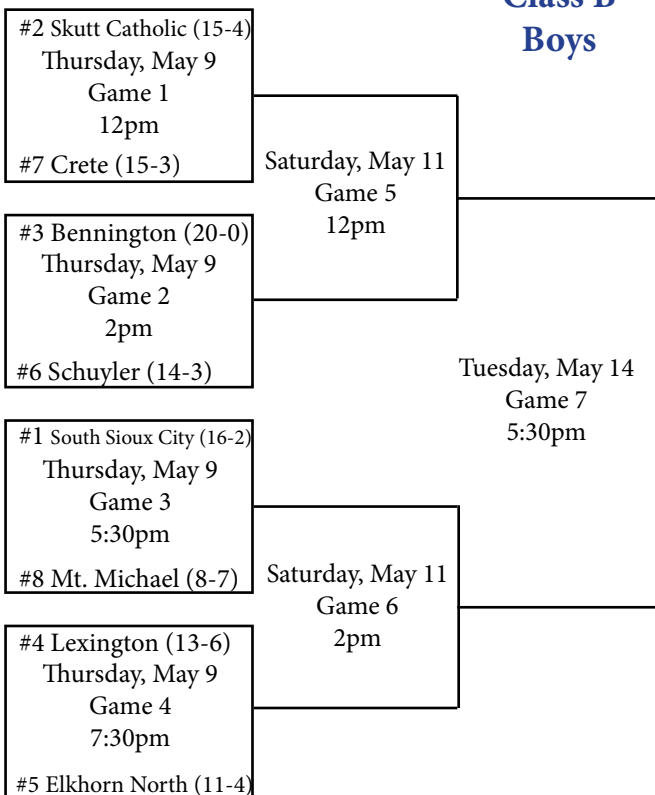 Class B
Boys
#2 Skutt Catholic (15-4)
Thursday, May 9
Game 1
12pm
#7 Crete (15-3)
Saturday, May 11
Game 5
12pm
#3 Bennington (20-0)
Thursday, May 9
Game 2
2pm
#6 Schuyler (14-3)
Tuesday, May 14
Game 7
5:30pm
#1 South Sioux City (16-2)
Thursday, May 9
Game 3
5:30pm
#8 Mt. Michael (8-7)
Saturday, May 11
Game 6
2pm
#4 Lexington (13-6)
Thursday, May 9
Game 4
7:30pm
#5 Elkhorn North (11-4)